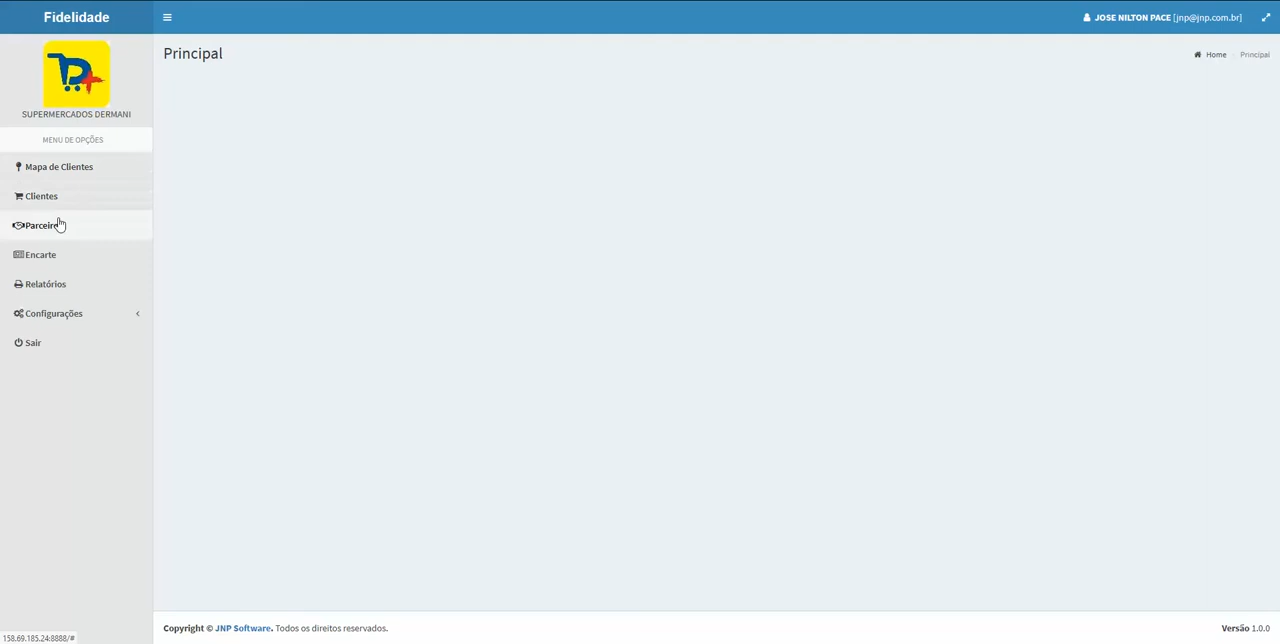 Fidelidade
JOSE NILTON PACE [jnp@jnp.com.br]
D+
SUPERMERCADOS DERMANI
Principal
Home Principal
MENU DE OPÇÕES
Mapa de Clientes
Clientes
Encarte
Relatórios
Configurações
Sair
Copyright © JNP Software. Todos os direitos reservados.
Versão 1.0.0
158.69.185.24:8888/#